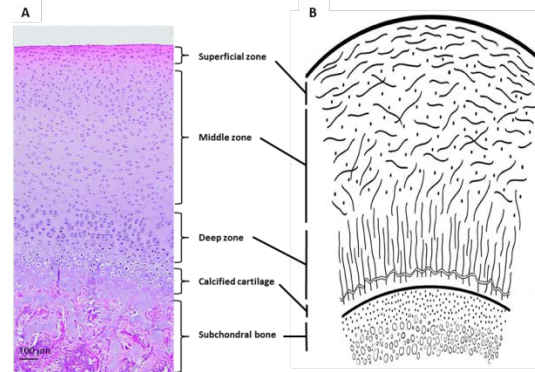 A
B
Superficial zone
Middle zone
Deep zone
Calcified cartilage
Subchondral bone
100 µm